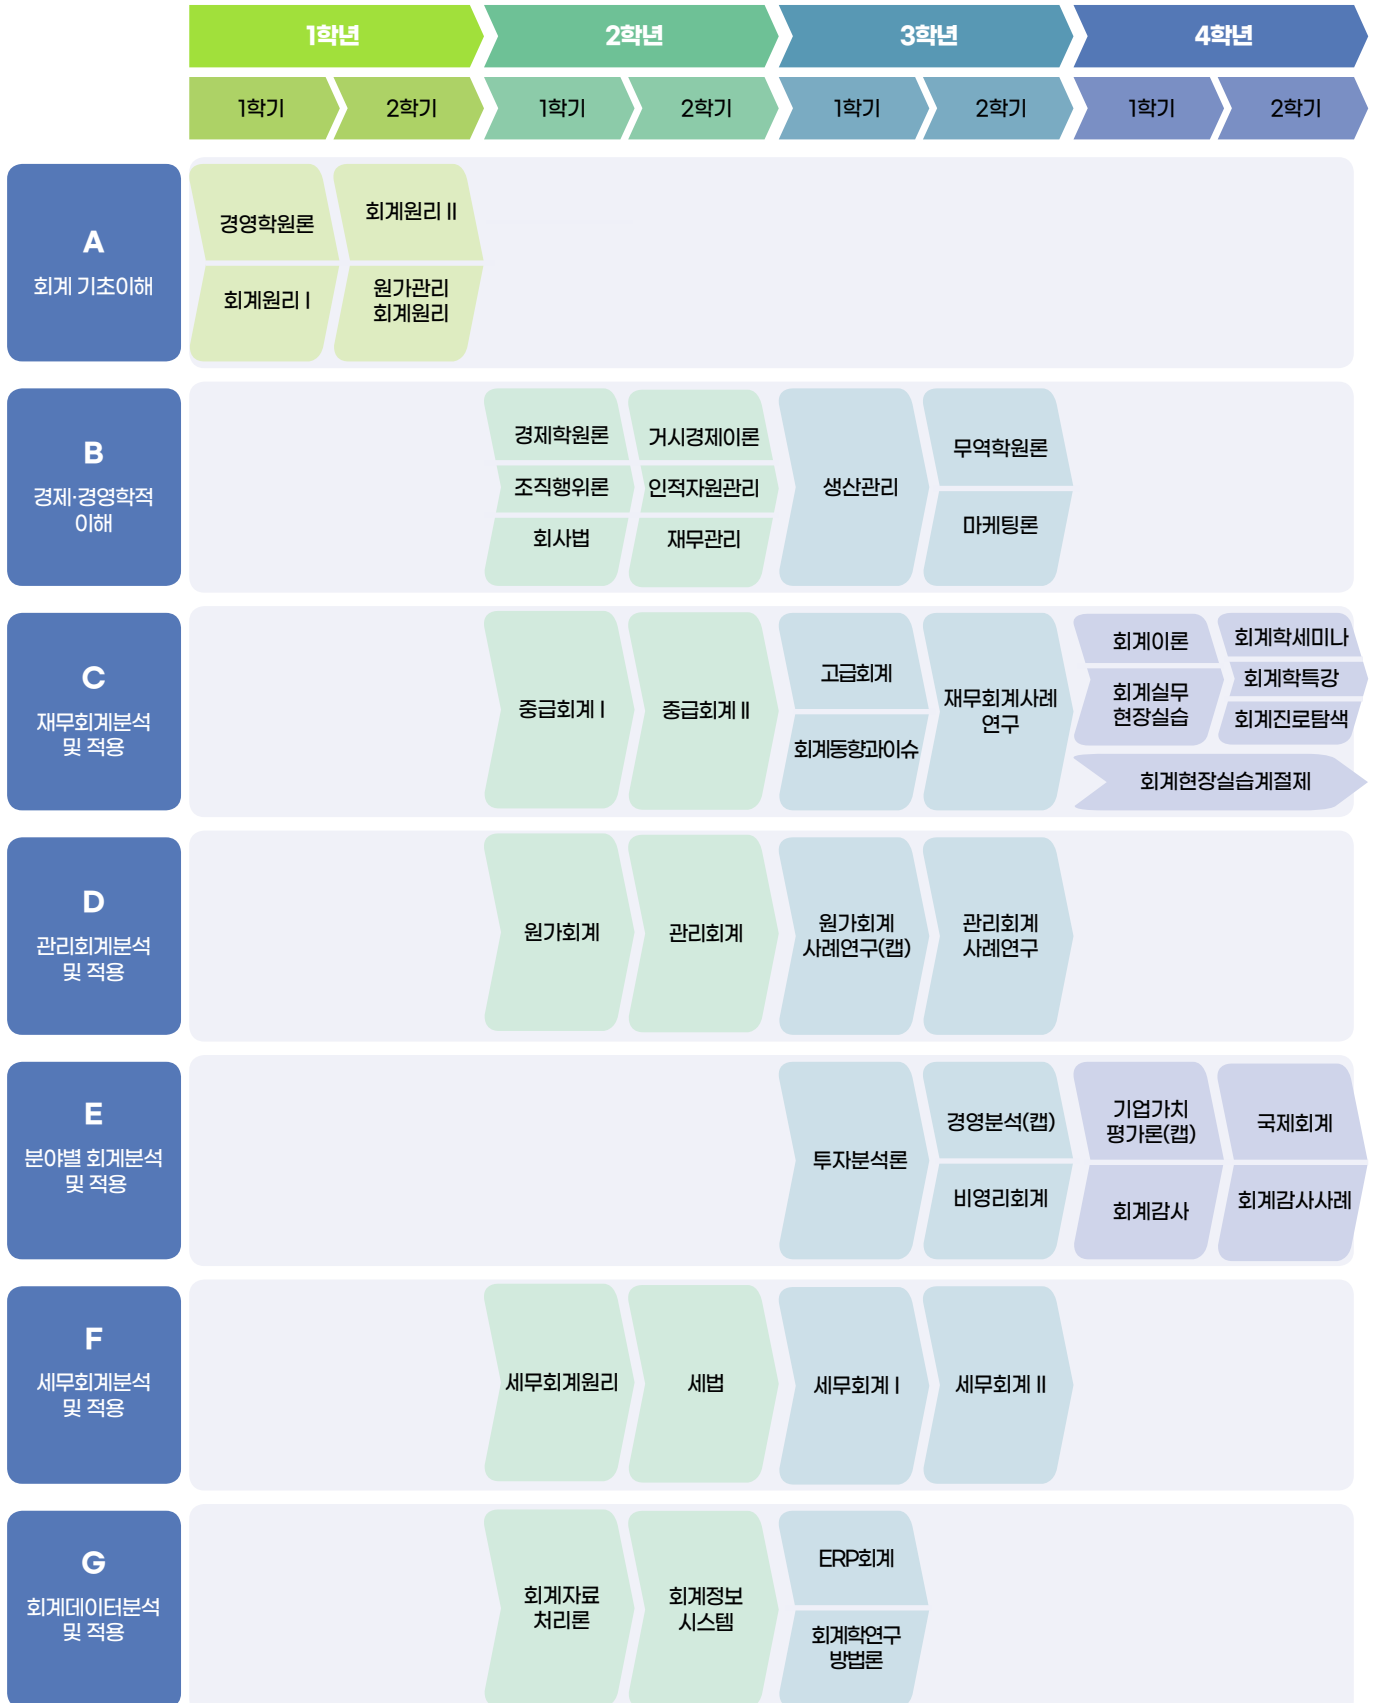 1학년
2학년
3학년
4학년
1학기
2학기
1학기
2학기
1학기
2학기
1학기
2학기
A
회계 기초이해
경영학원론
회계원리 I
회계원리 II
원가관리
회계원리
B
경제·경영학적
이해
경제학원론
조직행위론
회사법
거시경제이론
인적자원관리
재무관리
생산관리
무역학원론
마케팅론
C
재무회계분석
및 적용
중급회계 I
중급회계 II
고급회계
회계동향과이슈
재무회계사례
연구
회계이론
회계실무
현장실습
회계학세미나
회계학특강
회계진로탐색
회계현장실습계절제
D
관리회계분석
및 적용
원가회계
관리회계
원가회계
사례연구(캡)
관리회계
사례연구
E
분야별 회계분석
및 적용
투자분석론
경영분석(캡)
비영리회계
기업가치
평가론(캡)
회계감사
국제회계
회계감사사례
F
세무회계분석
및 적용
세무회계원리
세법
세무회계 I
세무회계 II
G
회계데이터분석
및 적용
회계자료
처리론
회계정보
시스템
ERP회계
회계학연구
방법론